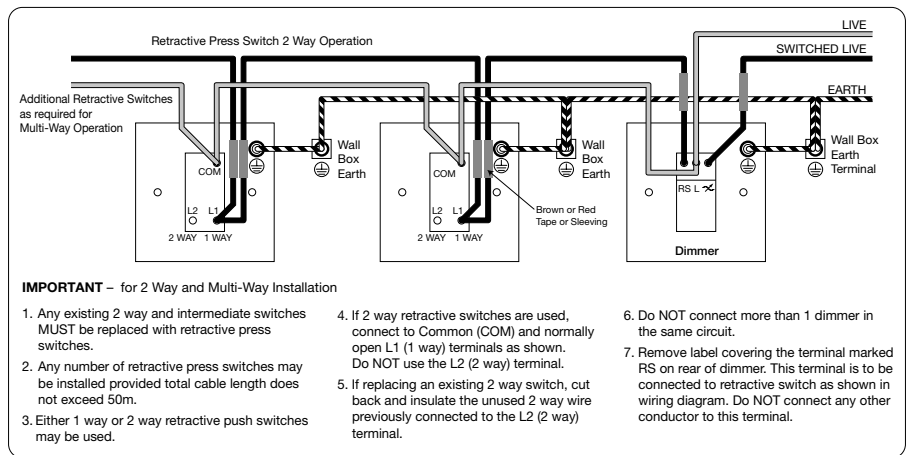 LIVE
Retractive Press Switch 2 Way Operation
SWITCHED LIVE
EARTH
Additional Retractive Switches
as required for
Multi-Way Operation
COM
L2 L1
2 WAY 1 WAY
Wall
Box
Earth
COM
L2 L1
2 WAY 1 WAY
Wall
Box
Earth
Brown or Red
Tape or Sleeving
RS L
Dimmer
Wall Box
Earth
Terminal
IMPORTANT – for 2 Way and Multi-Way Installation
1. Any existing 2 way and intermediate switches
MUST be replaced with retractive press
switches.
2. Any number of retractive press switches may
be installed provided total cable length does
not exceed 50m.
3. Either 1 way or 2 way retractive push switches
may be used.
4. If 2 way retractive switches are used,
connect to Common (COM) and normally
open L1 (1 way) terminals as shown.
Do NOT use the L2 (2 way) terminal.
5. If replacing an existing 2 way switch, cut
back and insulate the unused 2 way wire
previously connected to the L2 (2 way)
terminal.
6. Do NOT connect more than 1 dimmer in
the same circuit.
7. Remove label covering the terminal marked
RS on rear of dimmer. This terminal is to be
connected to retractive switch as shown in
wiring diagram. Do NOT connect any other
conductor to this terminal.